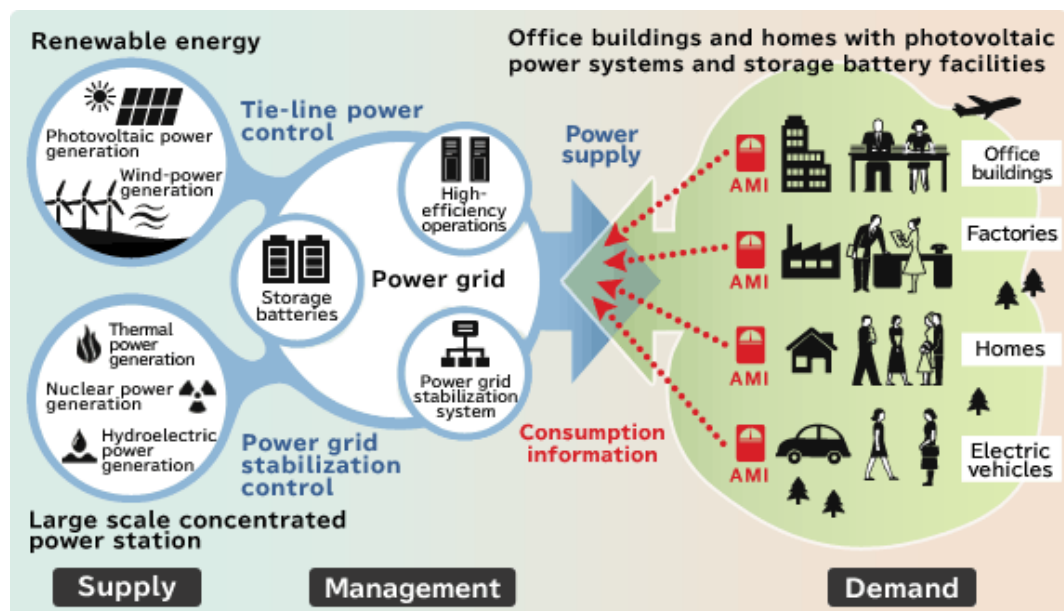 Renewable energy
Photovoltaic power
generation
Wind-power
generation
Tie-line power
control
High-
efficiency
operations
Storage
batteries
Power grid
Power grid
stabilization
system
Thermal
power
generation
Nuclear power
generation
Hydroelectric
power
generation
Power grid
stabilization
control
Large scale concentrated
power station
Power
supply
Consumption
information
Office buildings and homes with photovoltaic
power systems and storage battery facilities
AMI
Office
buildings
AMI
Factories
AMI
Homes
AMI
Electric
vehicles
Supply
Management
Demand